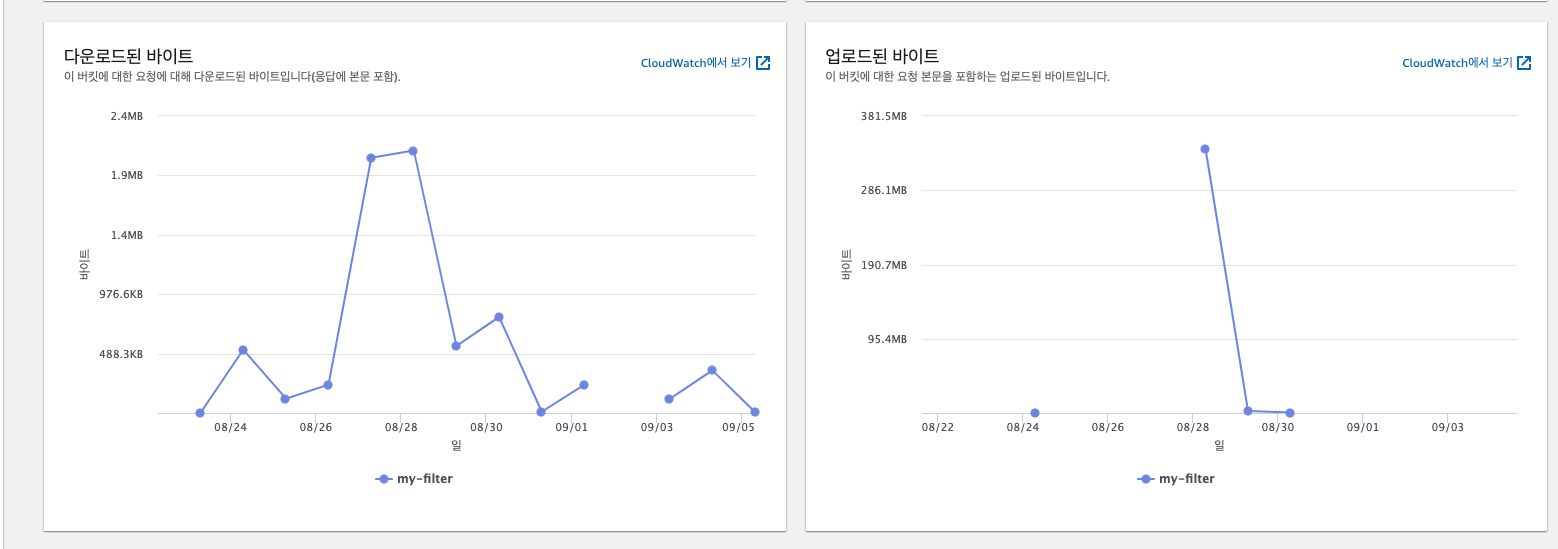 다운로드된 바이트
CloudWatch에서 보기
이 버킷에 대한 요청에 대해 다운로드된 바이트입니다(응답에 본문 포함).
2.4MB
1.9MB
1.4MB
976.6KB
488.3KB
바이트
08/24
08/26
08/28
08/30
09/01
09/03
09/05
일
my-filter
업로드된 바이트
CloudWatch에서 보기
이 버킷에 대한 요청 본문을 포함하는 업로드된 바이트입니다.
381.5MB
286.1MB
190.7MB
95.4MB
바이트
08/22
08/24
08/26
08/28
08/30
09/01
09/03
일
my-filter